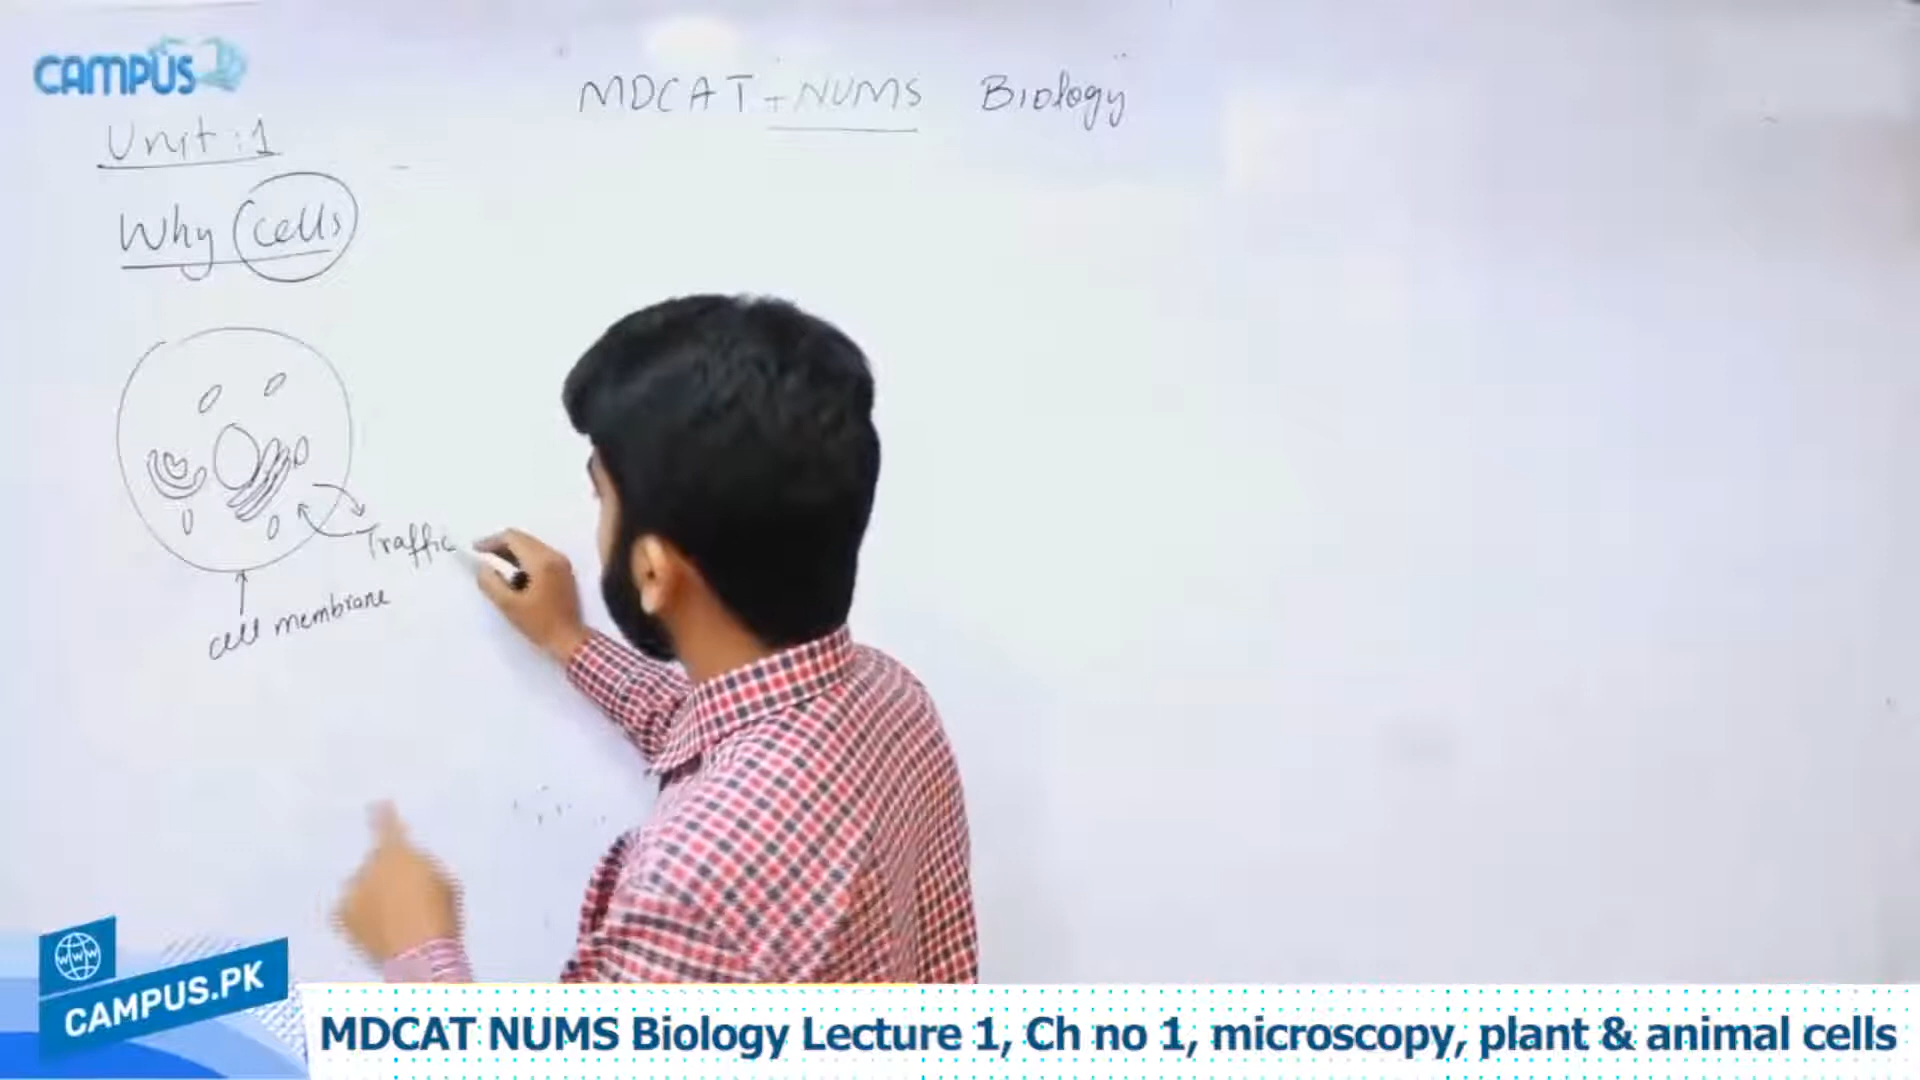 CAMPUS
MDCAT + NUMS Biology
Unit : 1
Why cells
Traffic
cell membrane
WWW
CAMPUS.PK
MDCAT NUMS Biology Lecture 1, Ch no 1, microscopy, plant & animal cells